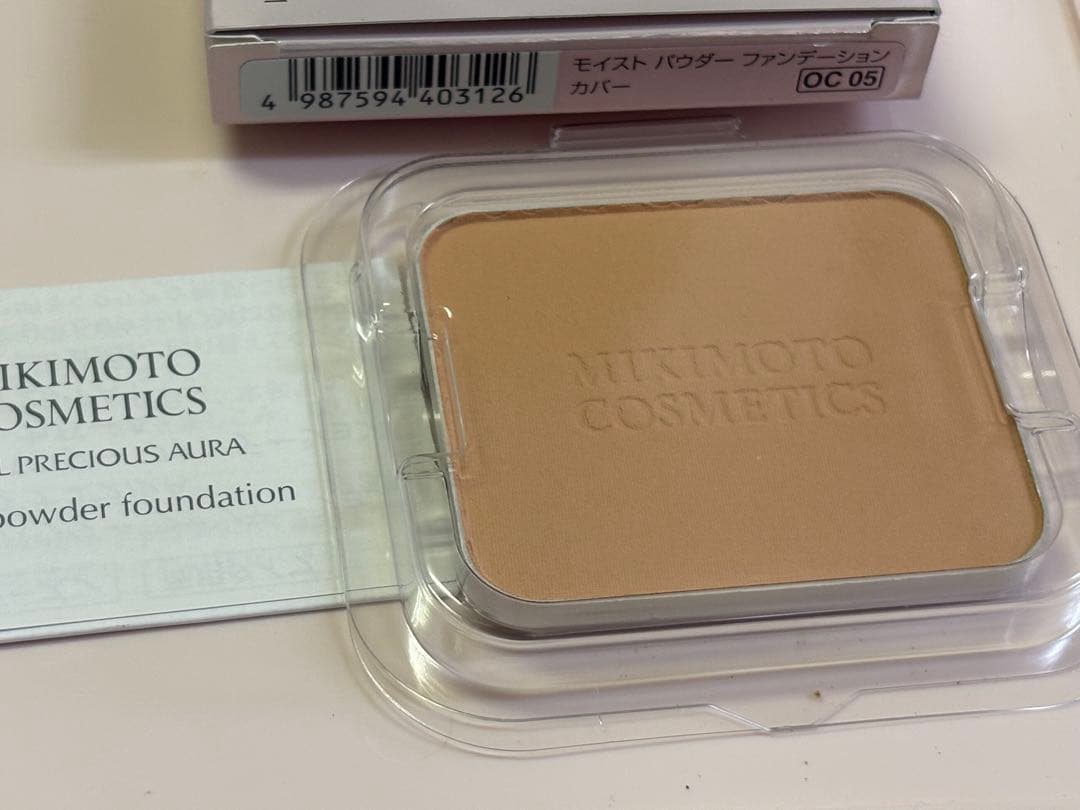 モイスト パウダー ファンデーション
カバー
OC 05
4 987594 403126
MIKIMOTO
COSMETICS
IKIMOTO
OSMETICS
L PRECIOUS AURA
powder foundation